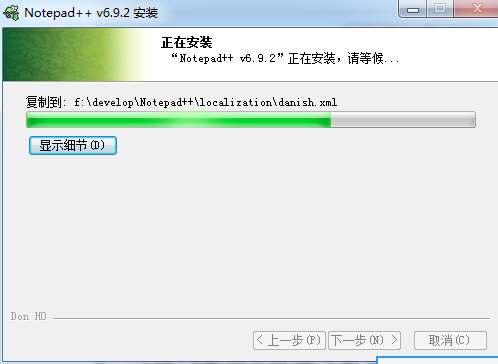 Notepad++ v6.9.2 安装
正在安装
“Notepad++ v6.9.2”正在安装，请等候...
复制到: f:\develop\Notepad++\localization\danish.xml
显示细节(D)
Don HO
< 上一步(P) 下一步(N) > 取消(C)